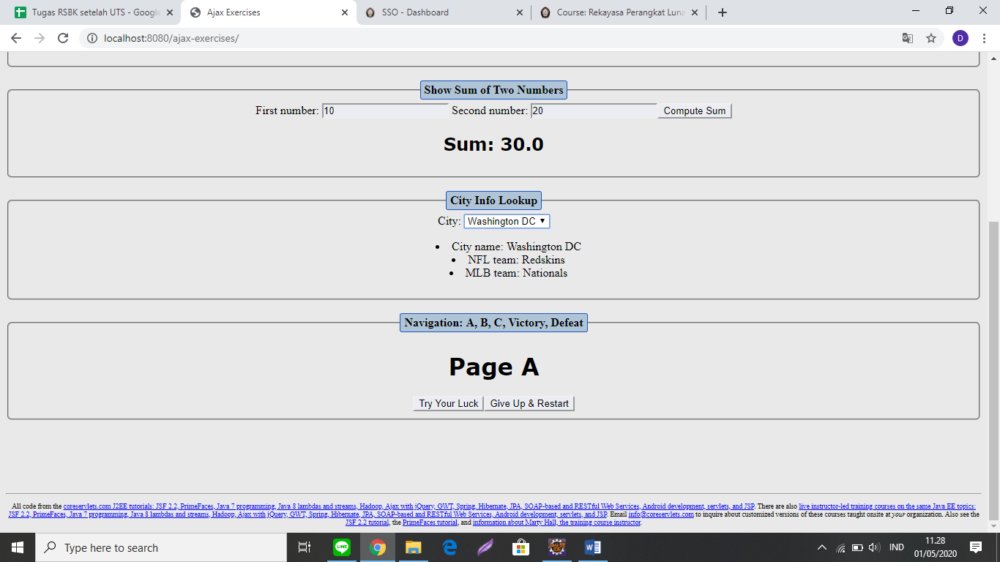 Tugas RSBK setelah UTS - Google
Ajax Exercises
SSO - Dashboard
Course: Rekayasa Perangkat Luna
localhost:8080/ajax-exercises/
D
Show Sum of Two Numbers
First number: 10 Second number: 20 Compute Sum
Sum: 30.0
City Info Lookup
City: Washington DC
• City name: Washington DC
• NFL team: Redskins
• MLB team: Nationals
Navigation: A, B, C, Victory, Defeat
Page A
Try Your Luck Give Up & Restart
All code from the coreservlets.com J2EE tutorials: JSF 2.2, PrimeFaces, Java 7 programming, Java 8 lambdas and streams, Hadoop, Ajax with jQuery, GWT, Spring, Hibernate, JPA, SOAP-based and RESTful Web Services, Android development, servlets, and JSP. There are also live instructor-led training courses on the same Java EE topics:
JSF 2.2, PrimeFaces, Java 7 programming, Java 8 lambdas and streams, Hadoop, Ajax with jQuery, GWT, Spring, Hibernate, JPA, SOAP-based and RESTful Web Services, Android development, servlets, and JSP. Email info@coreservlets.com to inquire about customized versions of these courses taught onsite at your organization. Also see the
JSF 2.2 tutorial, the PrimeFaces tutorial, and information about Marty Hall, the training course instructor.
Type here to search
LINE
Java EE
IDE
W
IND
11.28
01/05/2020